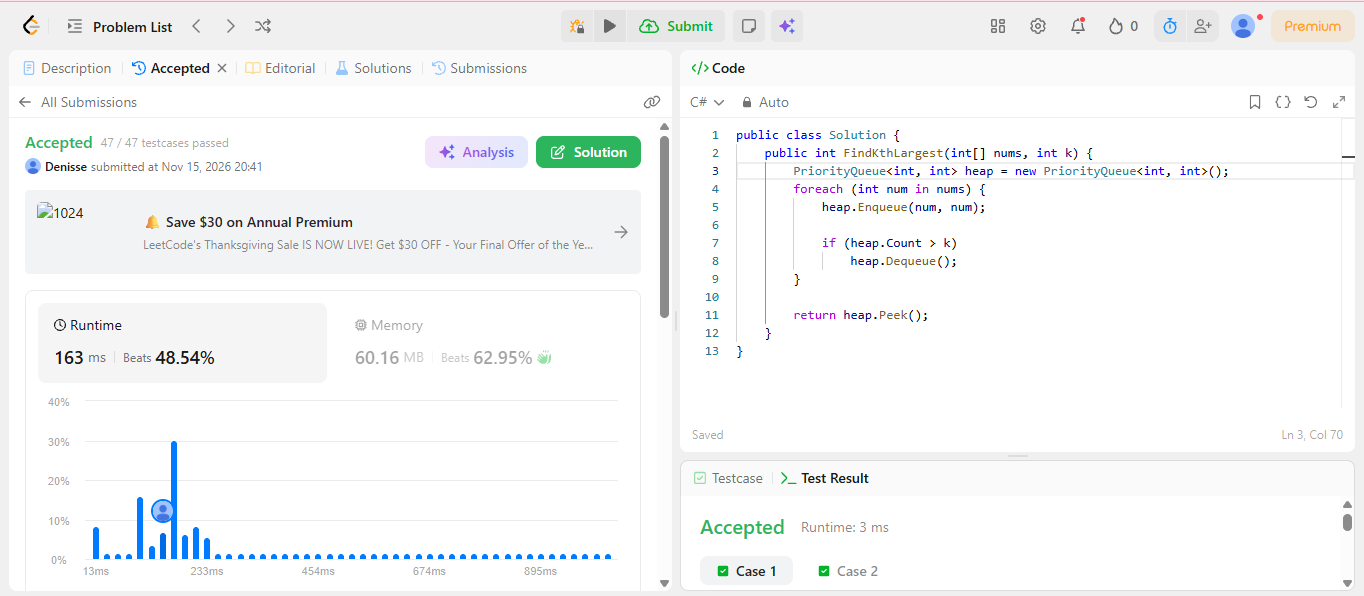 Problem List
Submit
0
Premium
Description
Accepted
Editorial
Solutions
Submissions
All Submissions
Accepted 47 / 47 testcases passed
Denisse submitted at Nov 15, 2026 20:41
Analysis
Solution
1024
Save $30 on Annual Premium
LeetCode's Thanksgiving Sale IS NOW LIVE! Get $30 OFF - Your Final Offer of the Ye...
Runtime
163 ms Beats 48.54%
Memory
60.16 MB Beats 62.95%
40%
30%
20%
10%
0%
13ms 233ms 454ms 674ms 895ms
</> Code
C# Auto
1 public class Solution {
2 public int FindKthLargest(int[] nums, int k) {
3 PriorityQueue<int, int> heap = new PriorityQueue<int, int>();
4 foreach (int num in nums) {
5 heap.Enqueue(num, num);
6
7 if (heap.Count > k)
8 heap.Dequeue();
9 }
10
11 return heap.Peek();
12 }
13 }
Saved
Ln 3, Col 70
Testcase
Test Result
Accepted Runtime: 3 ms
Case 1
Case 2